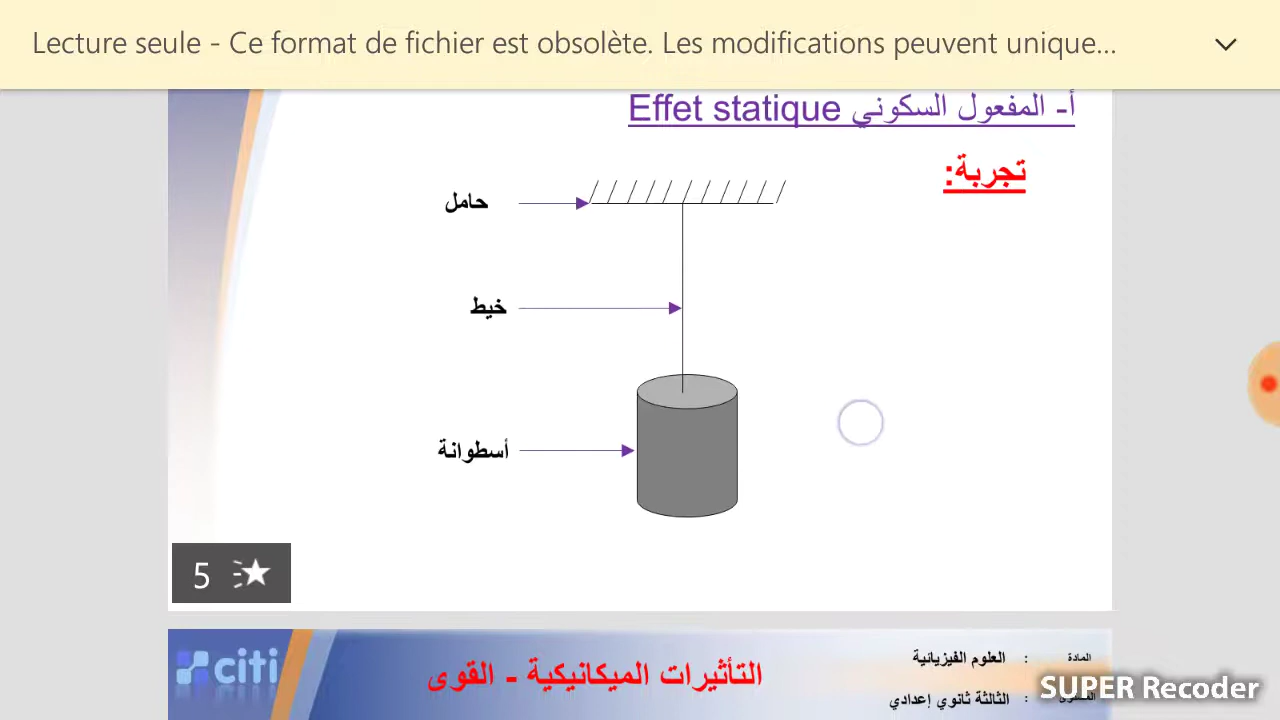 Lecture seule - Ce format de fichier est obsolète. Les modifications peuvent unique...
أ- المفعول السكوني Effet statique
تجربة:
حامل
خيط
أسطوانة
5
citi
التأثيرات الميكانيكية - القوى
المادة : العلوم الفيزيائية
: الثالثة ثانوي إعدادي
SUPER Recoder